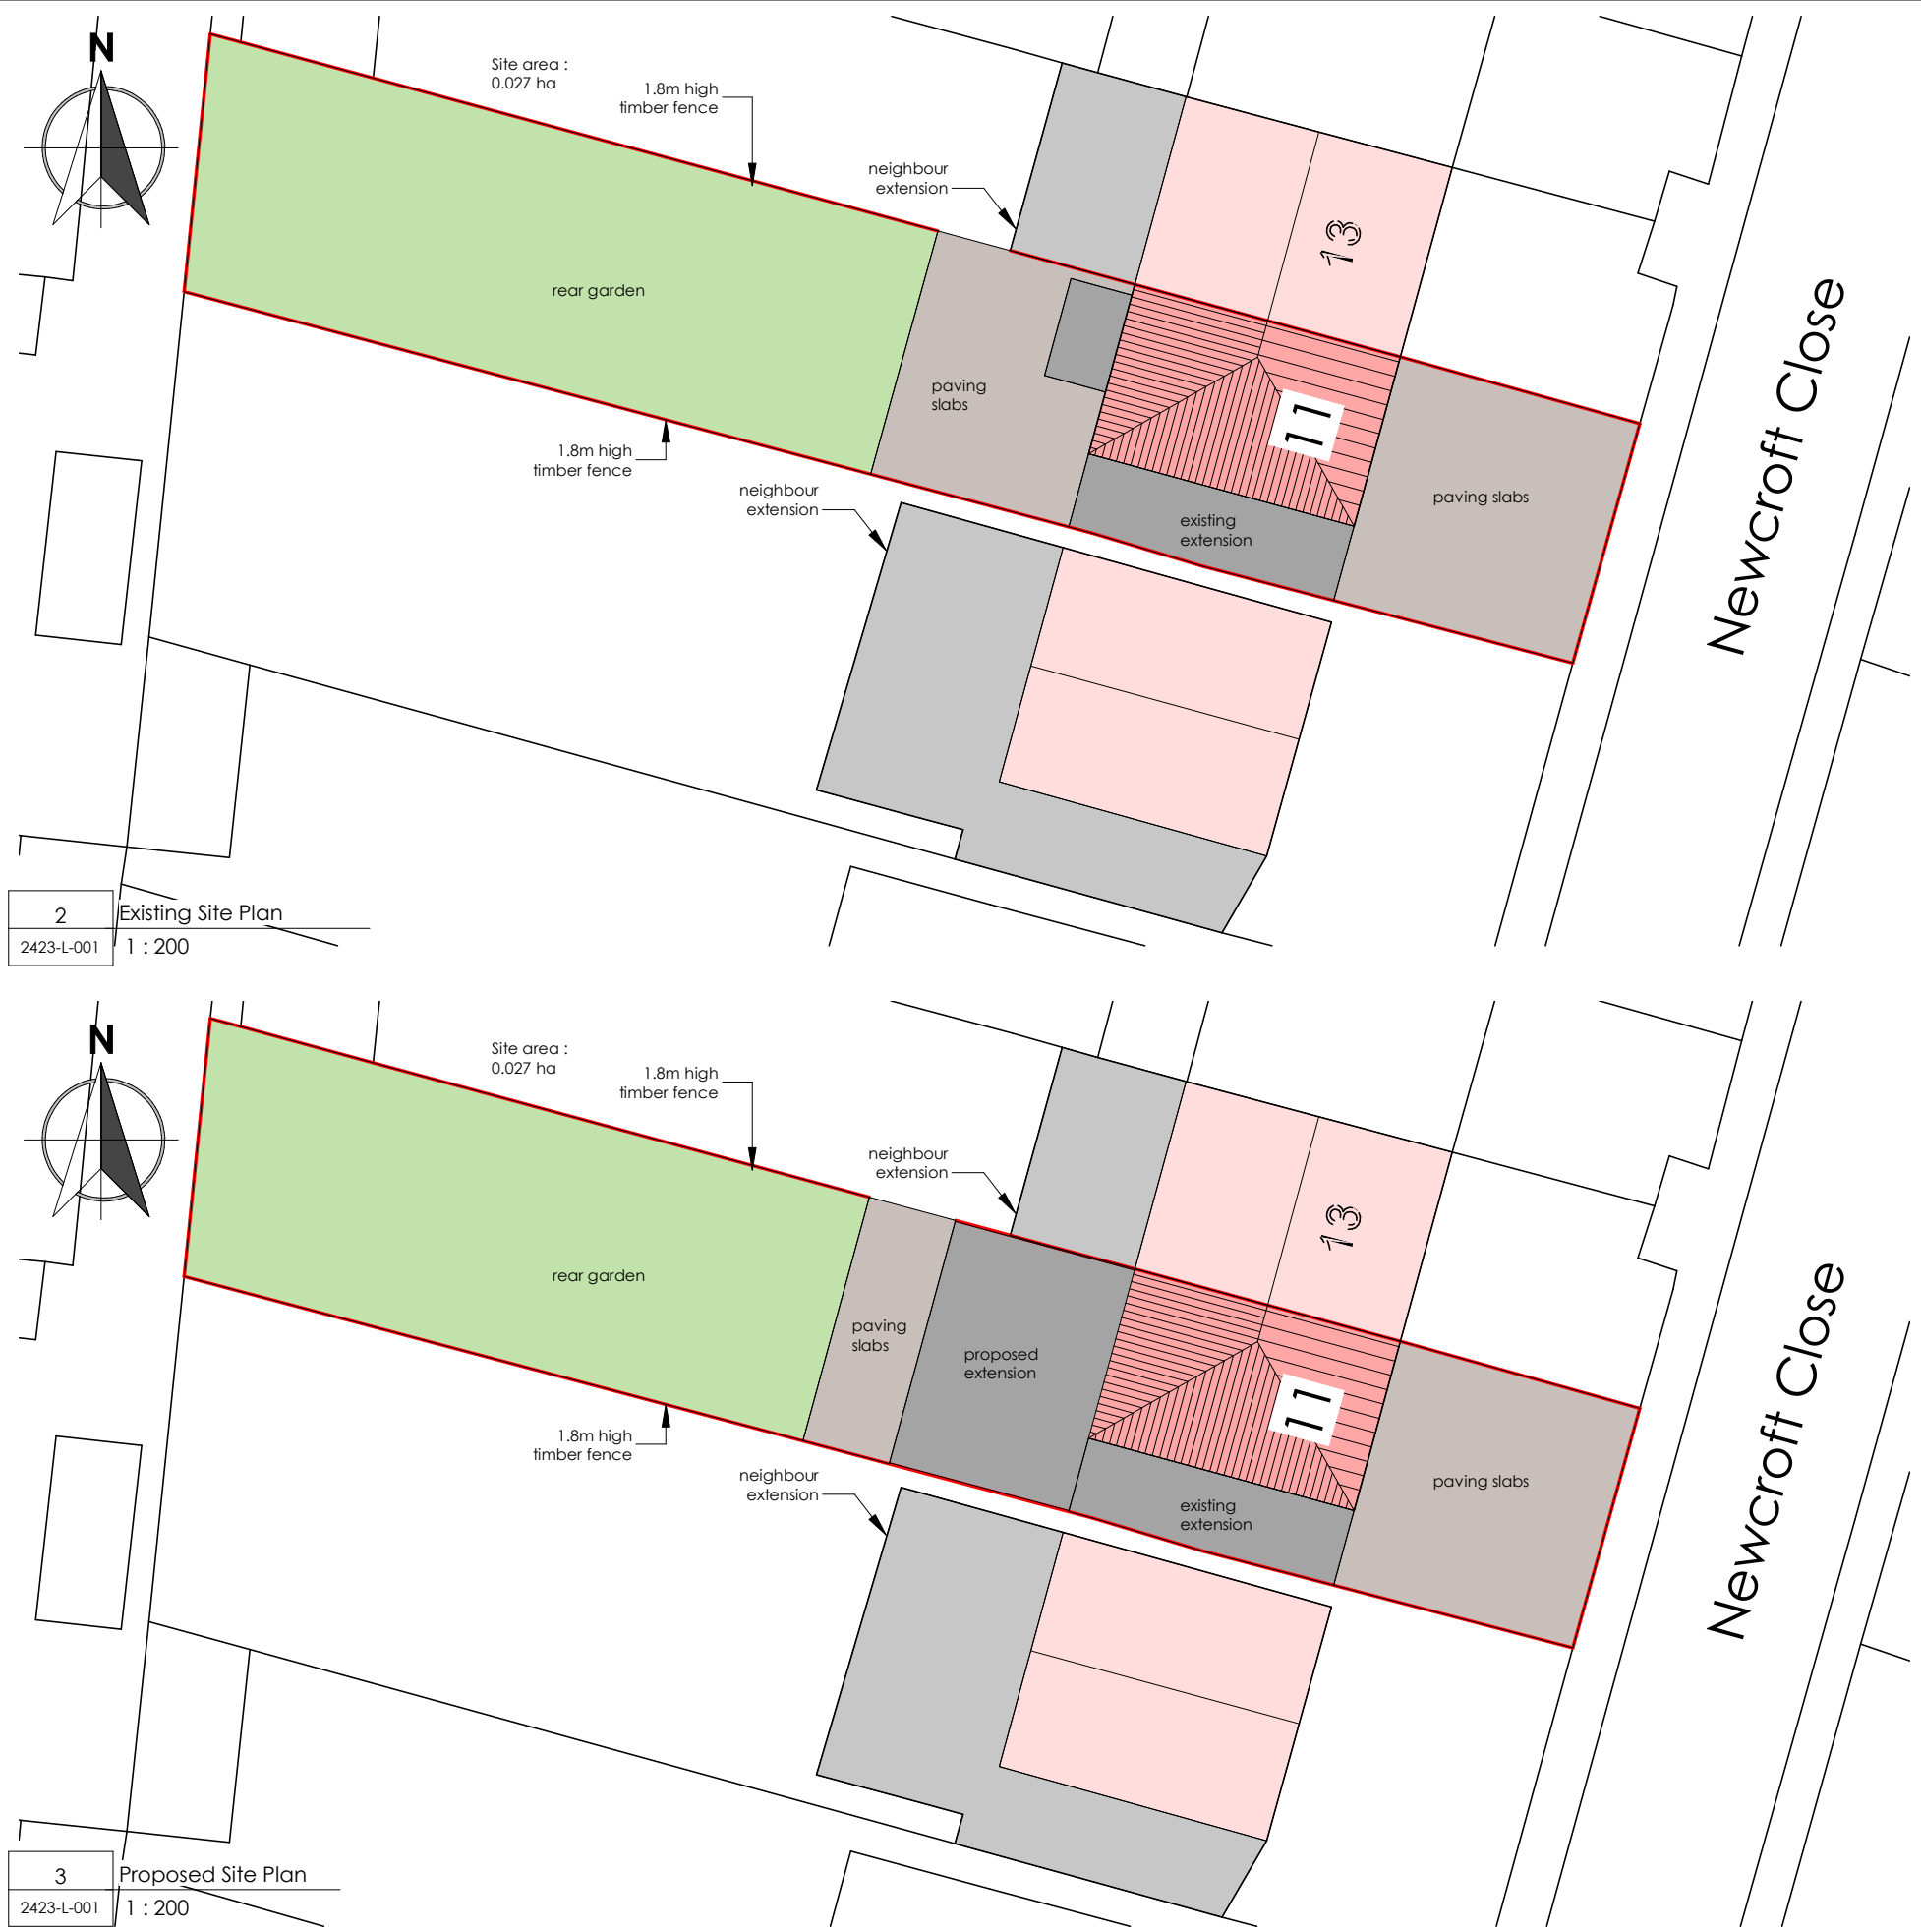 N
Site area :
0.027 ha
1.8m high
timber fence
neighbour
extension
13
rear garden
paving
slabs
11
Newcroft Close
1.8m high
timber fence
neighbour
extension
existing
extension
paving slabs
2
Existing Site Plan
2423-L-001
1 : 200
N
Site area :
0.027 ha
1.8m high
timber fence
neighbour
extension
13
rear garden
paving
slabs
proposed
extension
11
Newcroft Close
1.8m high
timber fence
neighbour
extension
existing
extension
paving slabs
3
Proposed Site Plan
2423-L-001
1 : 200